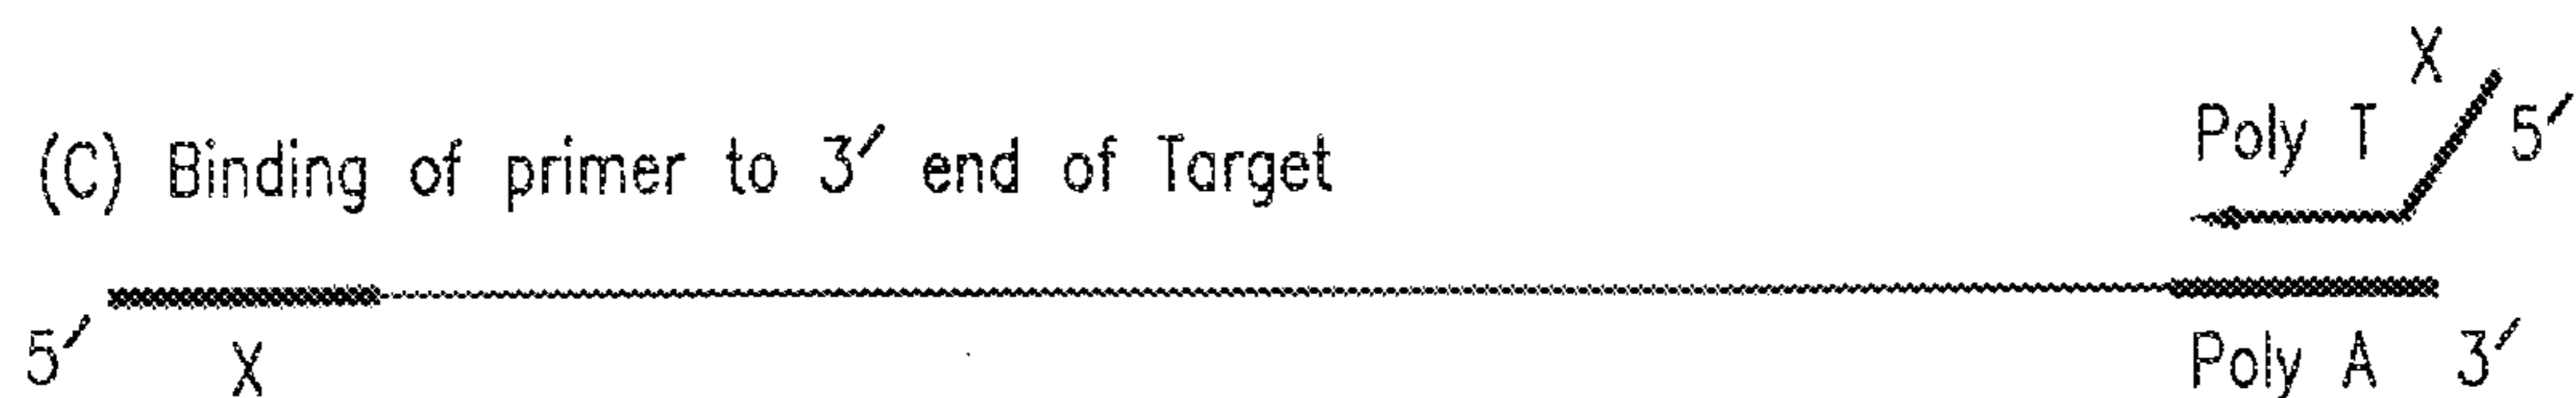 X
Poly T 5′
(C) Binding of primer to 3′ end of Target
5′ X Poly A 3′